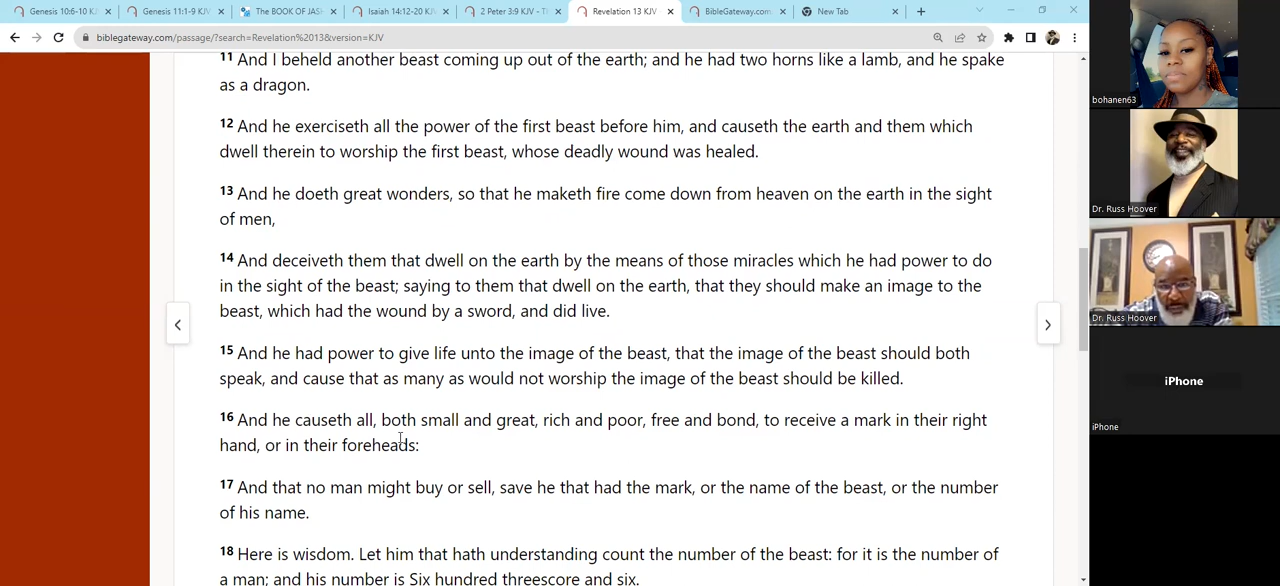 Genesis 10:6-10 KJ
Genesis 11:1-9 KJV
The BOOK OF JAS
Isaiah 14:12-20 KJV
2 Peter 3:9 KJV - T
Revelation 13 KJV
BibleGateway.com
New Tab
biblegateway.com/passage/?search=Revelation%2013&version=KJV
11 And I beheld another beast coming up out of the earth; and he had two horns like a lamb, and he spake
as a dragon.
12 And he exerciseth all the power of the first beast before him, and causeth the earth and them which
dwell therein to worship the first beast, whose deadly wound was healed.
13 And he doeth great wonders, so that he maketh fire come down from heaven on the earth in the sight
of men,
14 And deceiveth them that dwell on the earth by the means of those miracles which he had power to do
in the sight of the beast; saying to them that dwell on the earth, that they should make an image to the
beast, which had the wound by a sword, and did live.
15 And he had power to give life unto the image of the beast, that the image of the beast should both
speak, and cause that as many as would not worship the image of the beast should be killed.
16 And he causeth all, both small and great, rich and poor, free and bond, to receive a mark in their right
hand, or in their foreheads:
17 And that no man might buy or sell, save he that had the mark, or the name of the beast, or the number
of his name.
18 Here is wisdom. Let him that hath understanding count the number of the beast: for it is the number of
a man; and his number is Six hundred threescore and six.
bohanen63
Dr. Russ Hoover
Dr. Russ Hoover
iPhone
iPhone